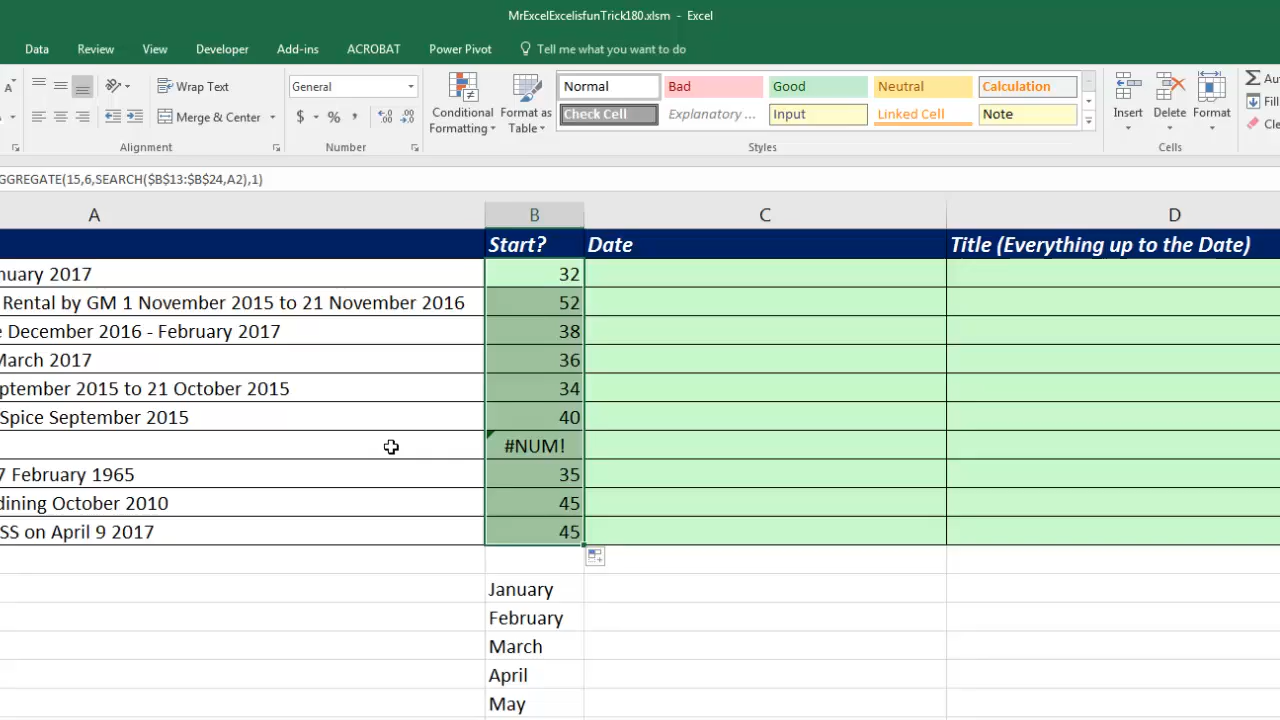 MrExcelExcelisfunTrick180.xlsm - Excel
Data Review View Developer Add-ins ACROBAT Power Pivot Tell me what you want to do
Wrap Text General Conditional Formatting Format as Table Normal Bad Good Neutral Calculation
Merge & Center $ % , Check Cell Explanatory ... Input Linked Cell Note
Insert Delete Format
Alignment Number Styles Cells
GGREGATE(15,6,SEARCH($B$13:$B$24,A2),1)
A B C D
Start? Date Title (Everything up to the Date)
nuary 2017 32
Rental by GM 1 November 2015 to 21 November 2016 52
e December 2016 - February 2017 38
March 2017 36
ptember 2015 to 21 October 2015 34
Spice September 2015 40
#NUM!
7 February 1965 35
dining October 2010 45
SS on April 9 2017 45
January
February
March
April
May